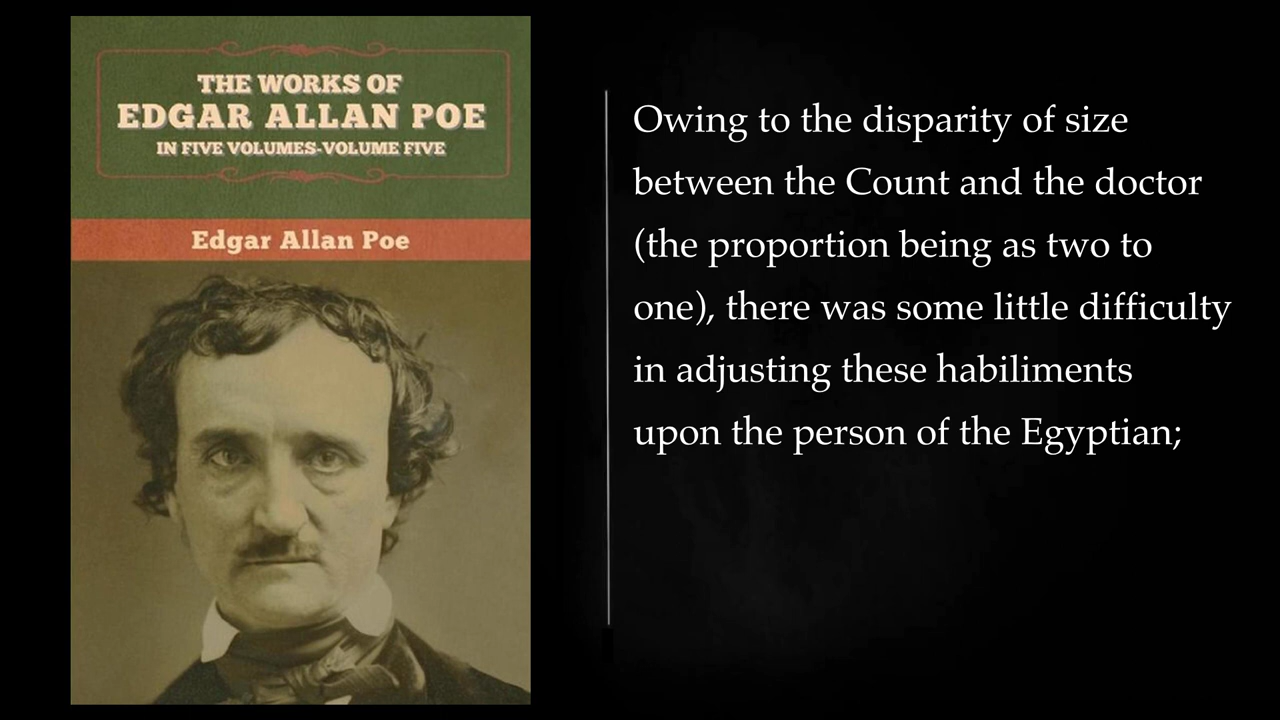 THE WORKS OF
EDGAR ALLAN POE
IN FIVE VOLUMES-VOLUME FIVE
Edgar Allan Poe
Owing to the disparity of size
between the Count and the doctor
(the proportion being as two to
one), there was some little difficulty
in adjusting these habiliments
upon the person of the Egyptian;